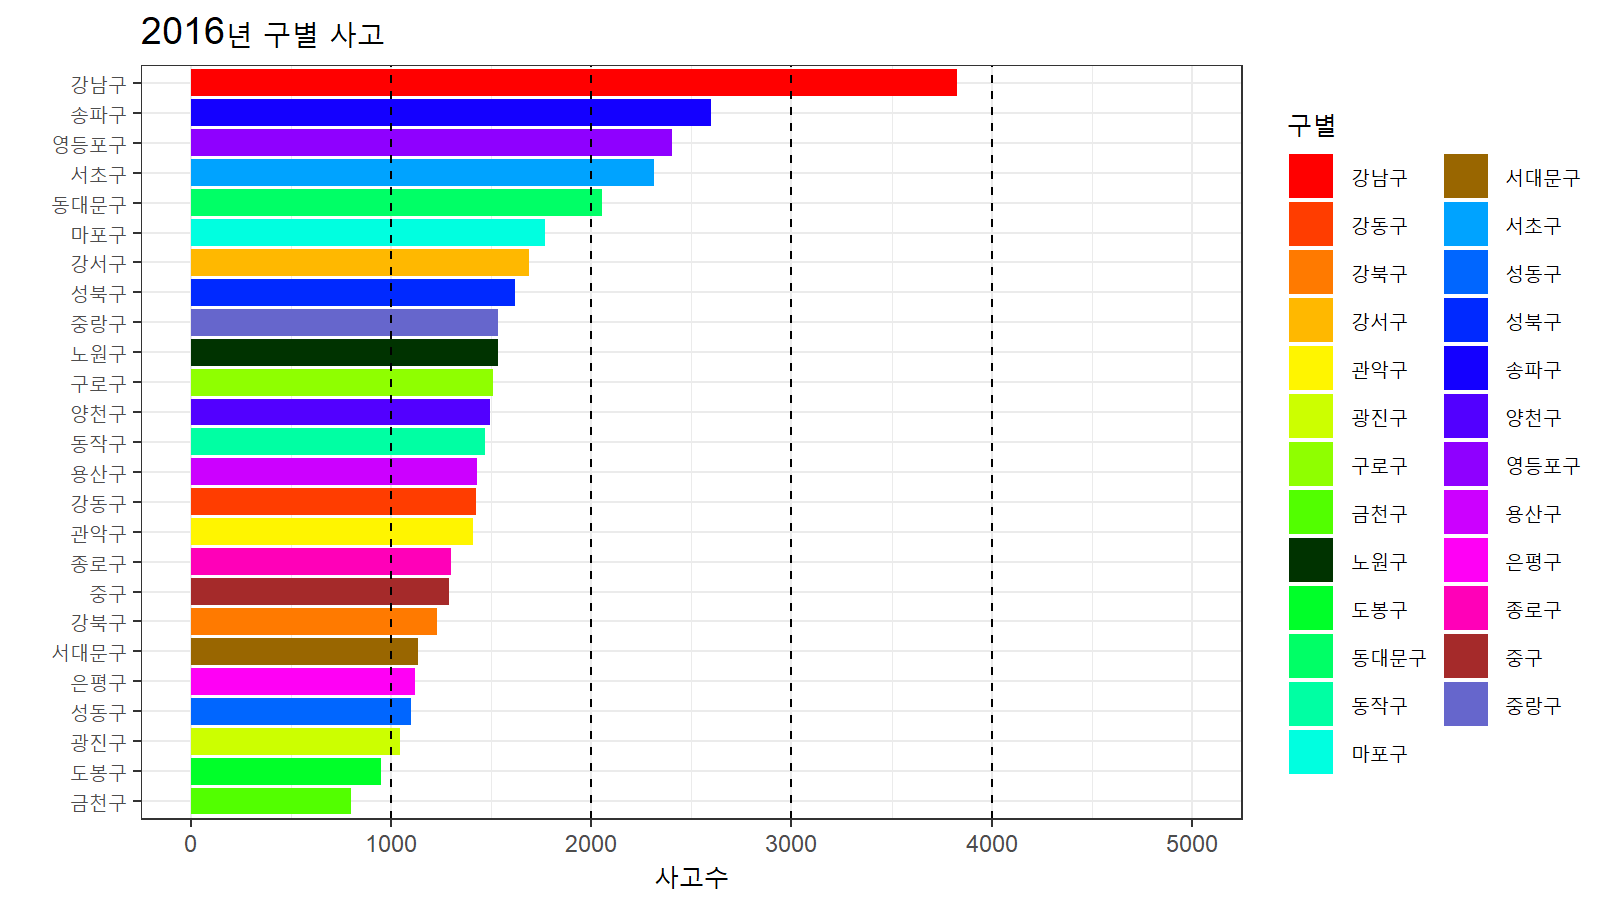 2016년 구별 사고
강남구
송파구
영등포구
서초구
동대문구
마포구
강서구
성북구
중랑구
노원구
구로구
양천구
동작구
용산구
강동구
관악구
종로구
중구
강북구
서대문구
은평구
성동구
광진구
도봉구
금천구
0 1000 2000 3000 4000 5000
사고수
구별
강남구 서대문구
강동구 서초구
강북구 성동구
강서구 성북구
관악구 송파구
광진구 양천구
구로구 영등포구
금천구 용산구
노원구 은평구
도봉구 종로구
동대문구 중구
동작구 중랑구
마포구